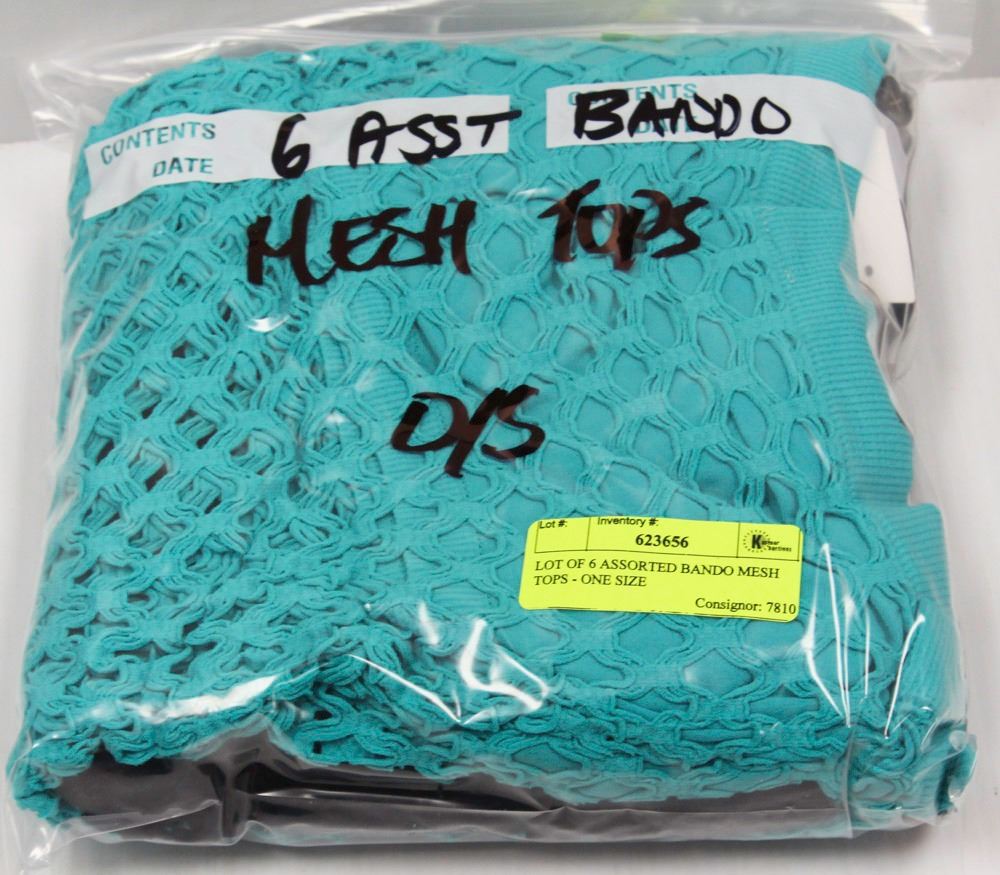 CONTENTS 6 ASST CONTENTS BANDO
DATE DATE
MESH TOPS
O/S
Lot #: Inventory #:
623656
LOT OF 6 ASSORTED BANDO MESH
TOPS - ONE SIZE
Consignor: 7810